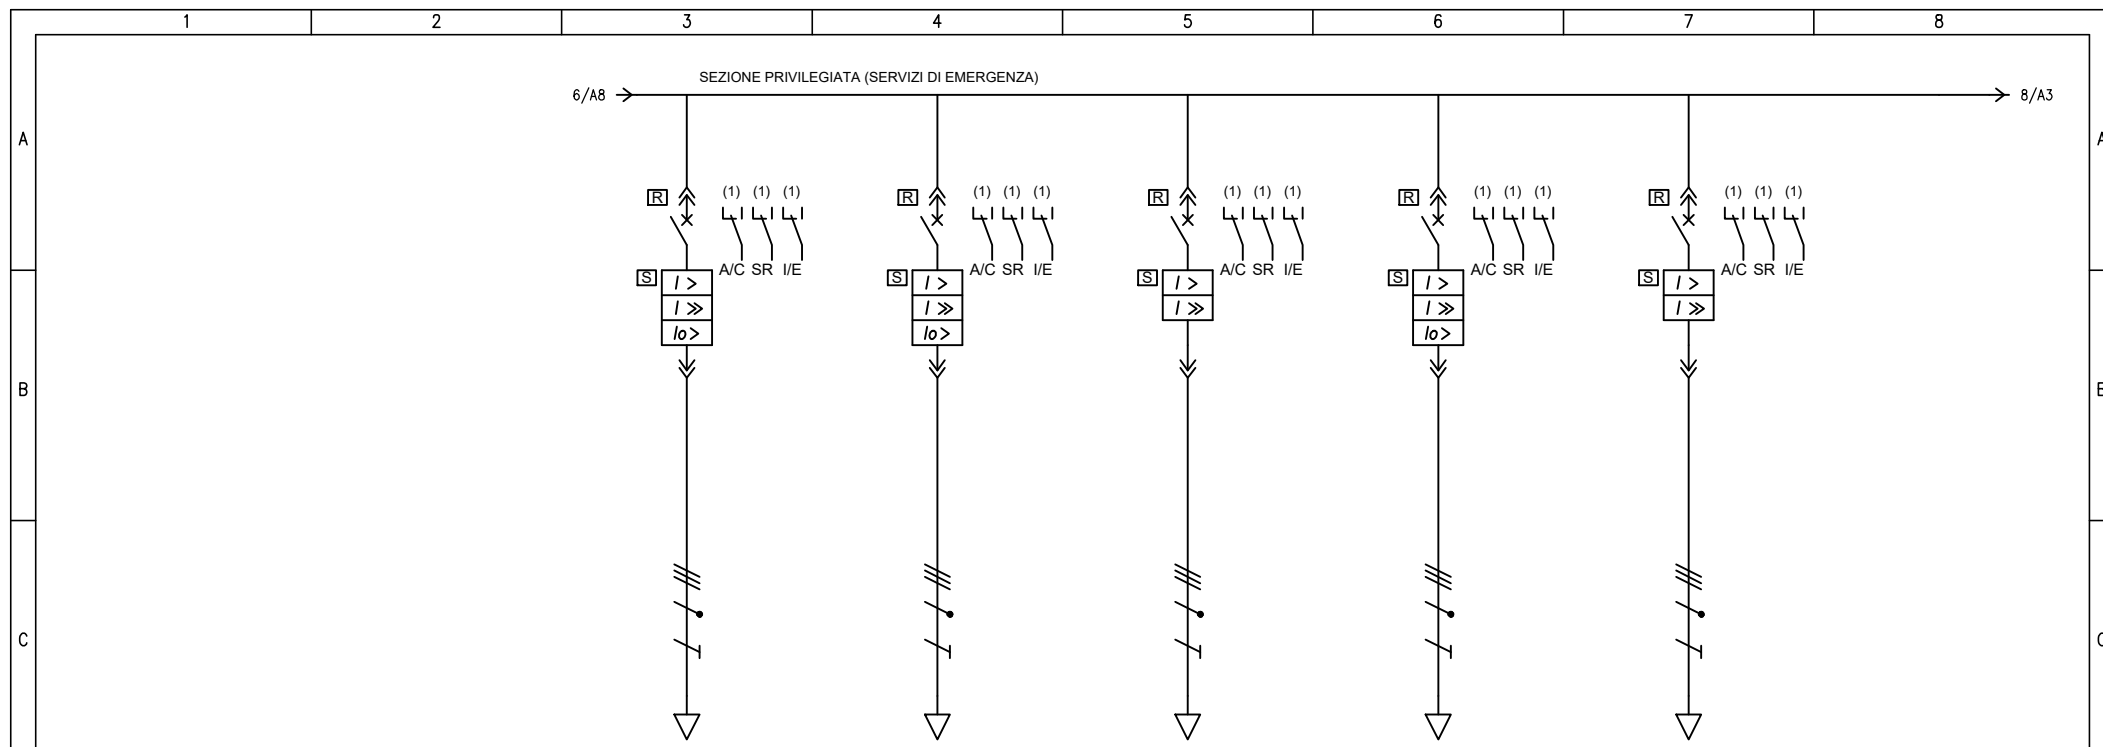 1 2 3 4 5 6 7 8
SEZIONE PRIVILEGIATA (SERVIZI DI EMERGENZA)
6/A8 8/A3
A A
R (1) (1) (1) R (1) (1) (1) R (1) (1) (1) R (1) (1) (1) R (1) (1) (1)
A/C SR I/E A/C SR I/E A/C SR I/E A/C SR I/E A/C SR I/E
S I > S I > S I > S I > S I >
I >> I >> I >> I >> I >>
Io> Io> Io>
B B
C C